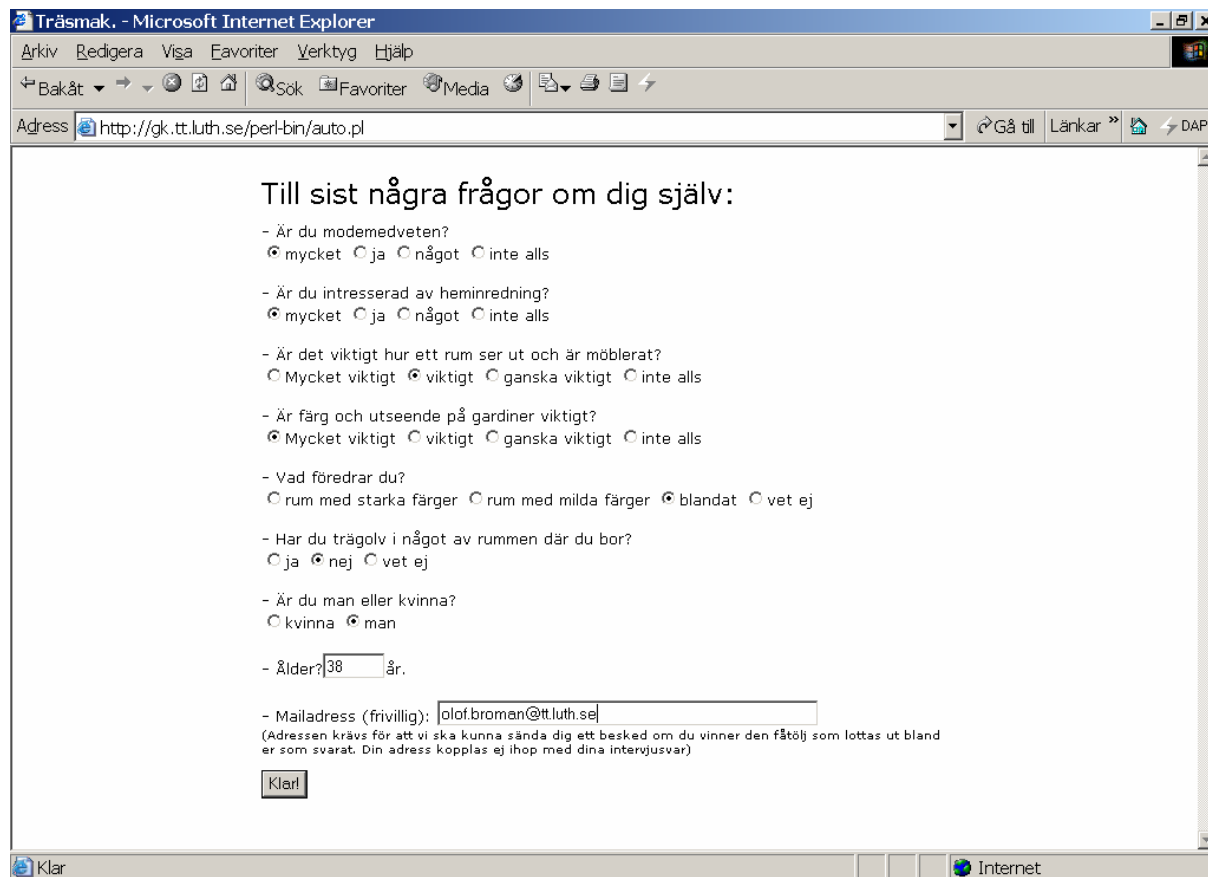 Träsmak. - Microsoft Internet Explorer
Arkiv Redigera Visa Favoriter Verktyg Hjälp
Bakåt Sök Favoriter Media
Adress http://gk.tt.luth.se/perl-bin/auto.pl Gå till Länkar » DAP
Till sist några frågor om dig själv:
- Är du modemedveten?
mycket ja något inte alls
- Är du intresserad av heminredning?
mycket ja något inte alls
- Är det viktigt hur ett rum ser ut och är möblerat?
Mycket viktigt viktigt ganska viktigt inte alls
- Är färg och utseende på gardiner viktigt?
Mycket viktigt viktigt ganska viktigt inte alls
- Vad föredrar du?
rum med starka färger rum med milda färger blandat vet ej
- Har du trägolv i något av rummen där du bor?
ja nej vet ej
- Är du man eller kvinna?
kvinna man
- Ålder? 38 år.
- Mailadress (frivillig): olof.broman@tt.luth.se
(Adressen krävs för att vi ska kunna sända dig ett besked om du vinner den fåtölj som lottas ut bland
er som svarat. Din adress kopplas ej ihop med dina intervjusvar)
Klar!
Klar Internet